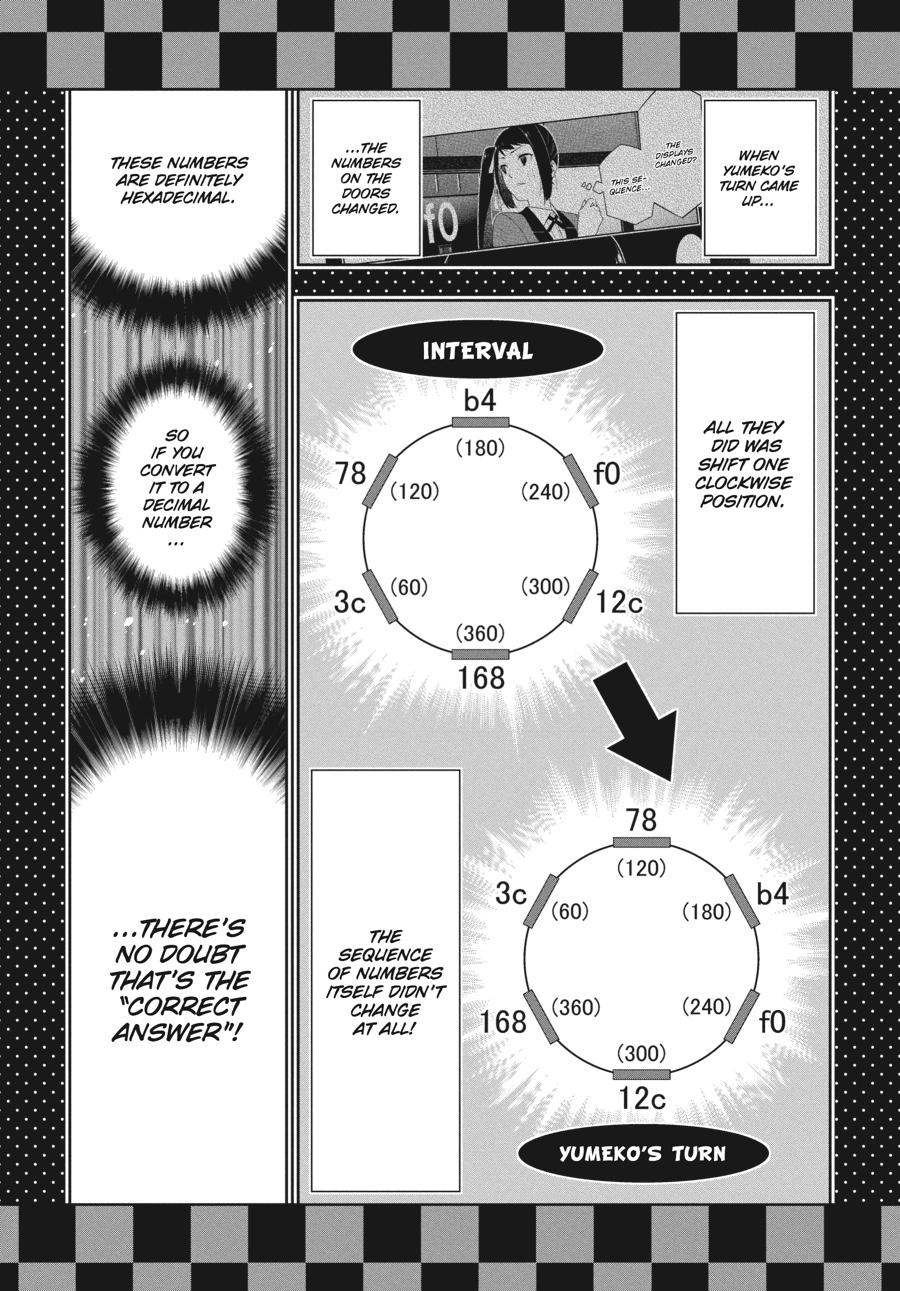 WHEN
YUMEKO'S
TURN CAME
UP...
THE
DISPLAYS
CHANGED?
THIS SE-
QUENCE...
f0
...THE
NUMBERS
ON THE
DOORS
CHANGED.
ALL THEY
DID WAS
SHIFT ONE
CLOCKWISE
POSITION.
INTERVAL
b4
(180)
78
(120)
f0
(240)
3c
(60)
12c
(300)
168
(360)
78
(120)
3c
(60)
b4
(180)
168
(360)
f0
(240)
12c
(300)
YUMEKO'S TURN
THE
SEQUENCE
OF NUMBERS
ITSELF DIDN'T
CHANGE
AT ALL!
THESE NUMBERS
ARE DEFINITELY
HEXADECIMAL.
SO
IF YOU
CONVERT
IT TO A
DECIMAL
NUMBER
...
...THERE'S
NO DOUBT
THAT'S THE
"CORRECT
ANSWER"!